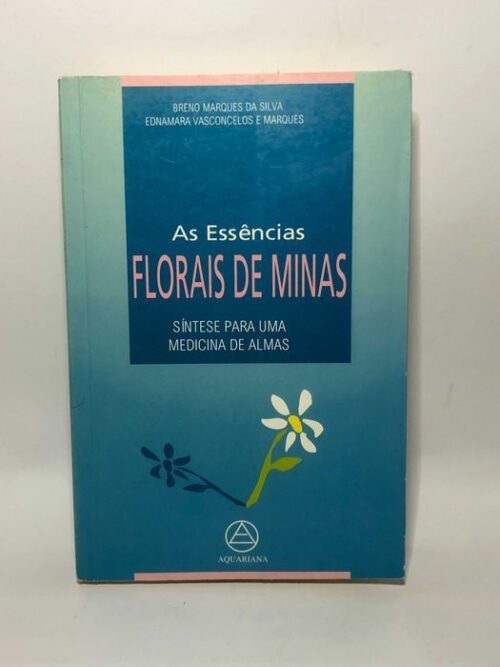 BRENO MARQUES DA SILVA
EDNAMARA VASCONCELOS E MARQUES
As Essências
FLORAIS DE MINAS
SÍNTESE PARA UMA
MEDICINA DE ALMAS
AQUARIANA